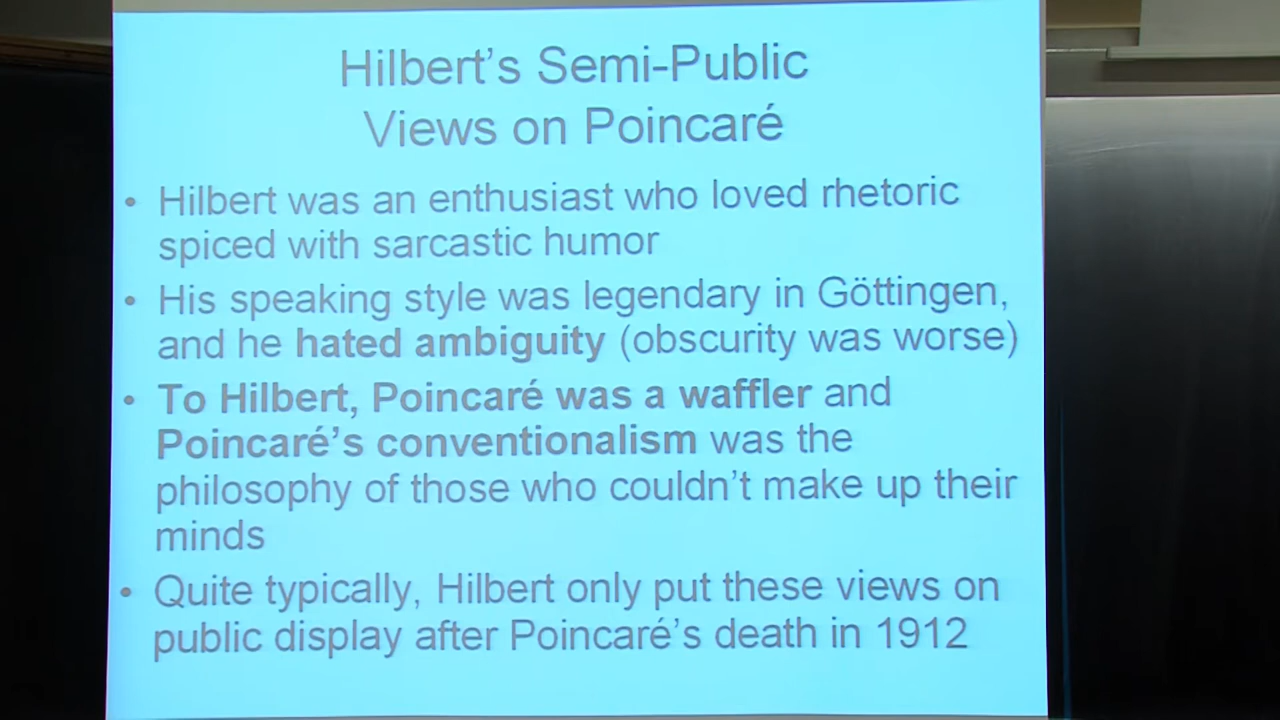 Hilbert's Semi-Public
Views on Poincaré
• Hilbert was an enthusiast who loved rhetoric
spiced with sarcastic humor
• His speaking style was legendary in Göttingen,
and he hated ambiguity (obscurity was worse)
• To Hilbert, Poincaré was a waffler and
Poincaré's conventionalism was the
philosophy of those who couldn't make up their
minds
• Quite typically, Hilbert only put these views on
public display after Poincaré's death in 1912